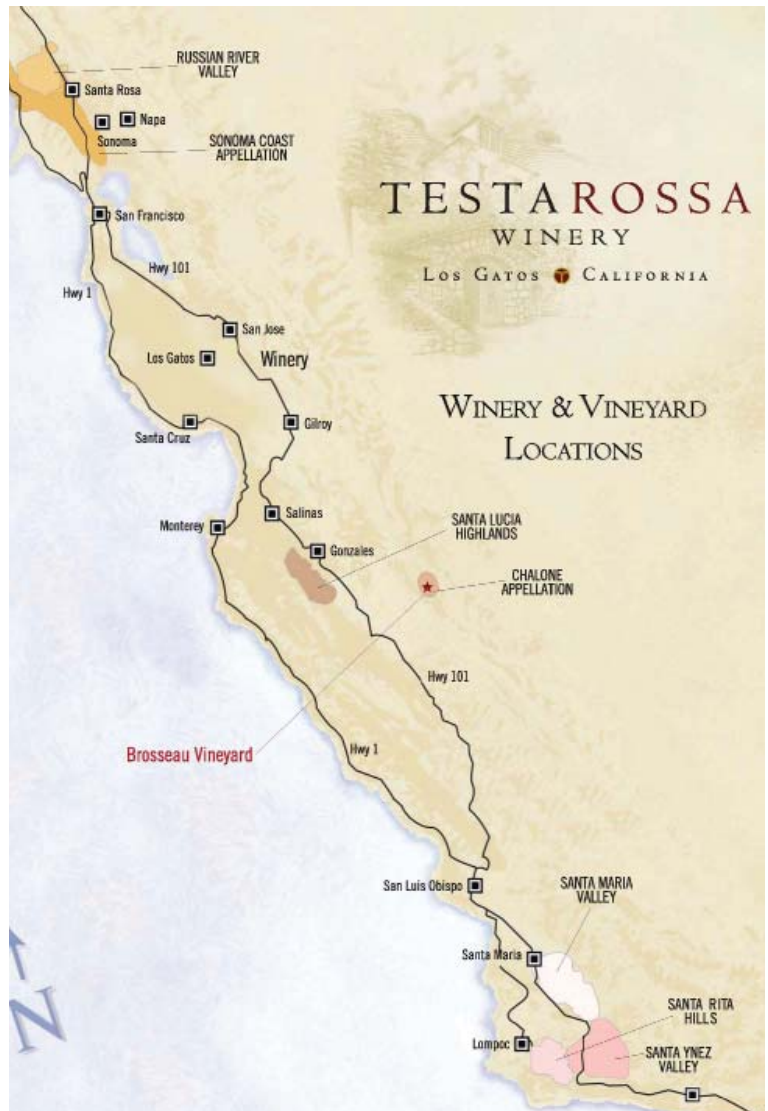 RUSSIAN RIVER
VALLEY
Santa Rosa
Napa
Sonoma
SONOMA COAST
APPELLATION
TESTAROSSA
WINERY
LOS GATOS T CALIFORNIA
San Francisco
Hwy 101
Hwy 1
San Jose
Los Gatos
Winery
WINERY & VINEYARD
LOCATIONS
Santa Cruz
Gilroy
Monterey
Salinas
SANTA LUCIA
HIGHLANDS
Gonzales
CHALONE
APPELLATION
Hwy 101
Brosseau Vineyard
Hwy 1
San Luis Obispo
SANTA MARIA
VALLEY
Santa Maria
N
SANTA RITA
HILLS
Lompoc
SANTA YNEZ
VALLEY